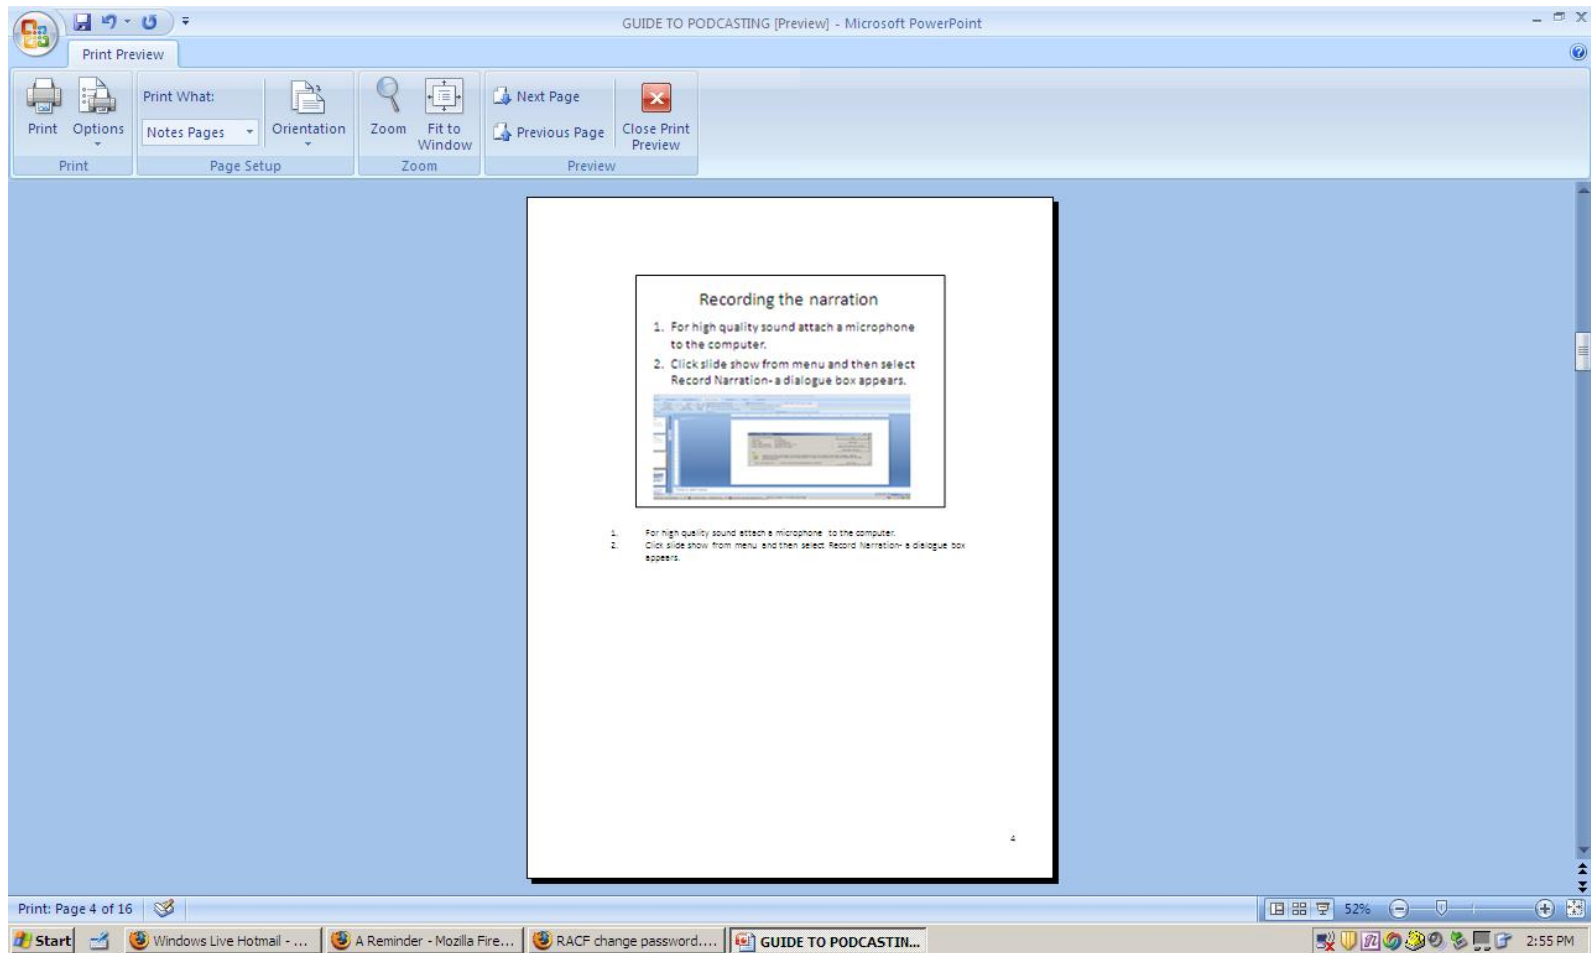 GUIDE TO PODCASTING [Preview] - Microsoft PowerPoint
Print Preview
Print
Options
Print What:
Notes Pages
Orientation
Zoom
Fit to
Window
Next Page
Previous Page
Close Print
Preview
Print
Page Setup
Zoom
Preview
Recording the narration
1. For high quality sound attach a microphone
to the computer.
2. Click slide show from menu and then select
Record Narration- a dialogue box appears.
1. For high quality sound attach a microphone to the computer.
2. Click slide show from menu and then select Record Narration- a dialogue box
appears.
4
Print: Page 4 of 16
52%
Start
Windows Live Hotmail - ...
A Reminder - Mozilla Fire...
RACF change password....
GUIDE TO PODCASTIN...
2:55 PM